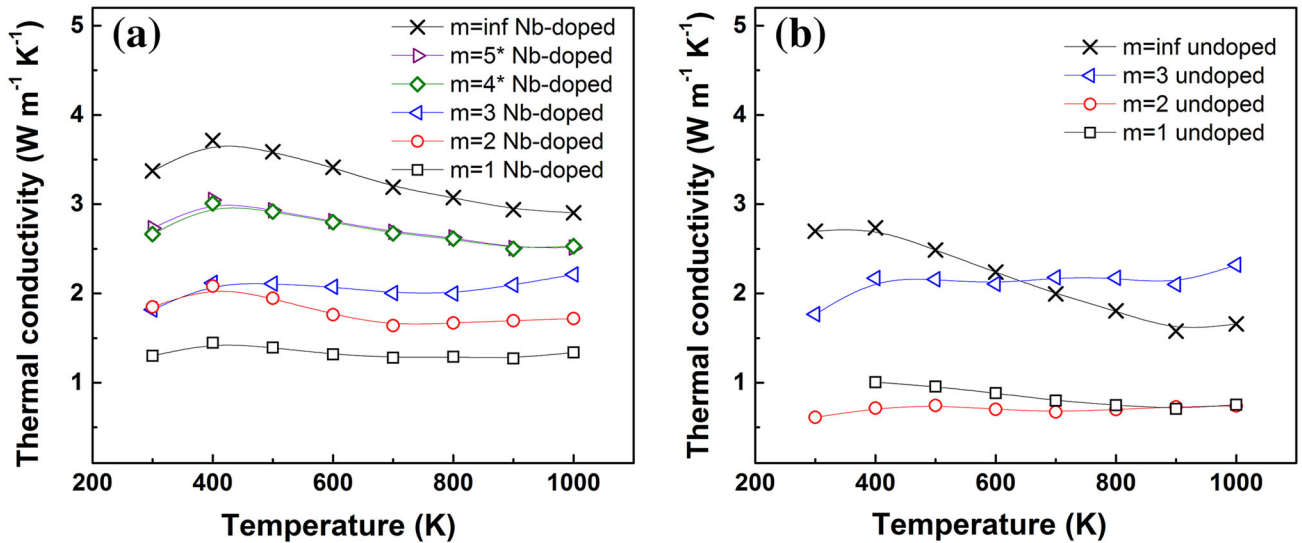 (a)
m=inf Nb-doped
m=5* Nb-doped
m=4* Nb-doped
m=3 Nb-doped
m=2 Nb-doped
m=1 Nb-doped
Thermal conductivity (W m⁻¹ K⁻¹)
5
4
3
2
1
200 400 600 800 1000
Temperature (K)
(b)
m=inf undoped
m=3 undoped
m=2 undoped
m=1 undoped
Thermal conductivity (W m⁻¹ K⁻¹)
5
4
3
2
1
200 400 600 800 1000
Temperature (K)